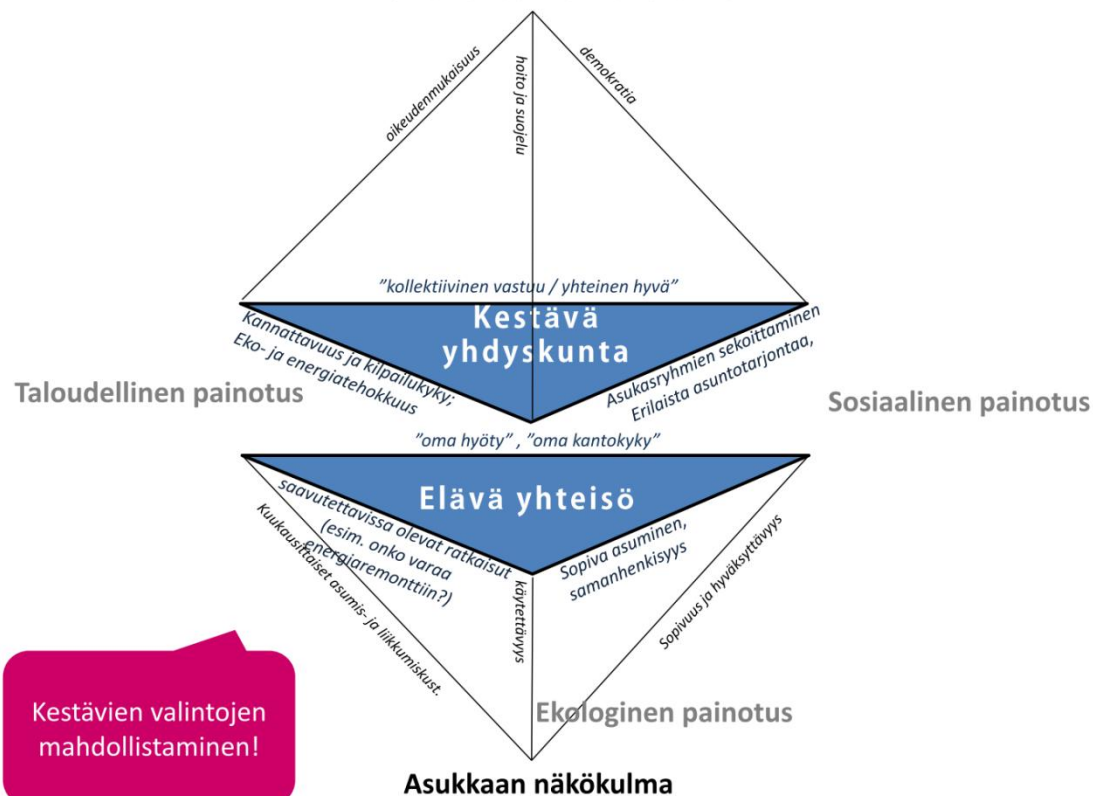 oikeudenmukaisuus
hoito ja suojelu
demokratia
”kollektiivinen vastuu / yhteinen hyvä”
Kestävä
yhdyskunta
Kannattavuus ja kilpailukyky;
Eko- ja energiatehokkuus
Asukasryhmien sekoittaminen
Erilaista asuntotarjontaa,
Taloudellinen painotus
Sosiaalinen painotus
”oma hyöty” , ”oma kantokyky”
Elävä yhteisö
saavutettavissa olevat ratkaisut
(esim. onko varaa
energiaremonttiin?)
Sopiva asuminen,
samanhenkisyys
Kuukausittaiset asumis- ja liikkumiskust.
käytettävyys
Sopivuus ja hyväksyttävyys
Kestävien valintojen
mahdollistaminen!
Ekologinen painotus
Asukkaan näkökulma